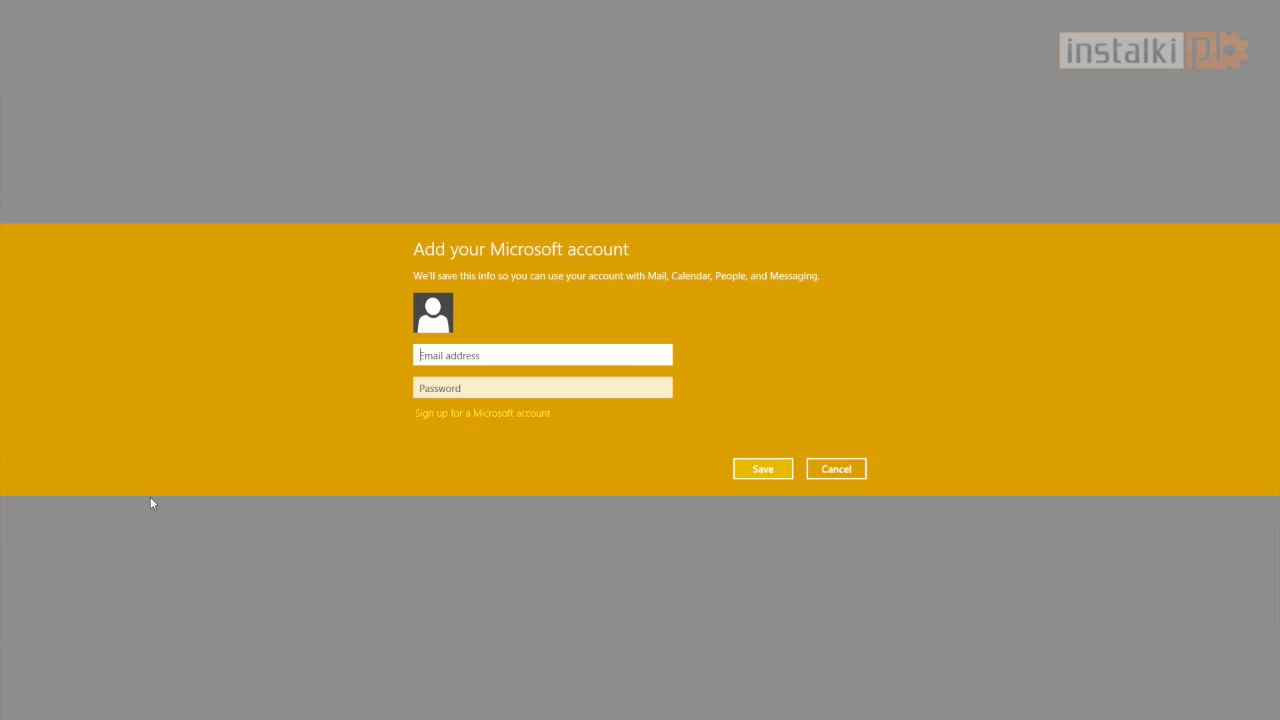 instalki pl
Add your Microsoft account
We'll save this info so you can use your account with Mail, Calendar, People, and Messaging.
Email address
Password
Sign up for a Microsoft account
Save Cancel